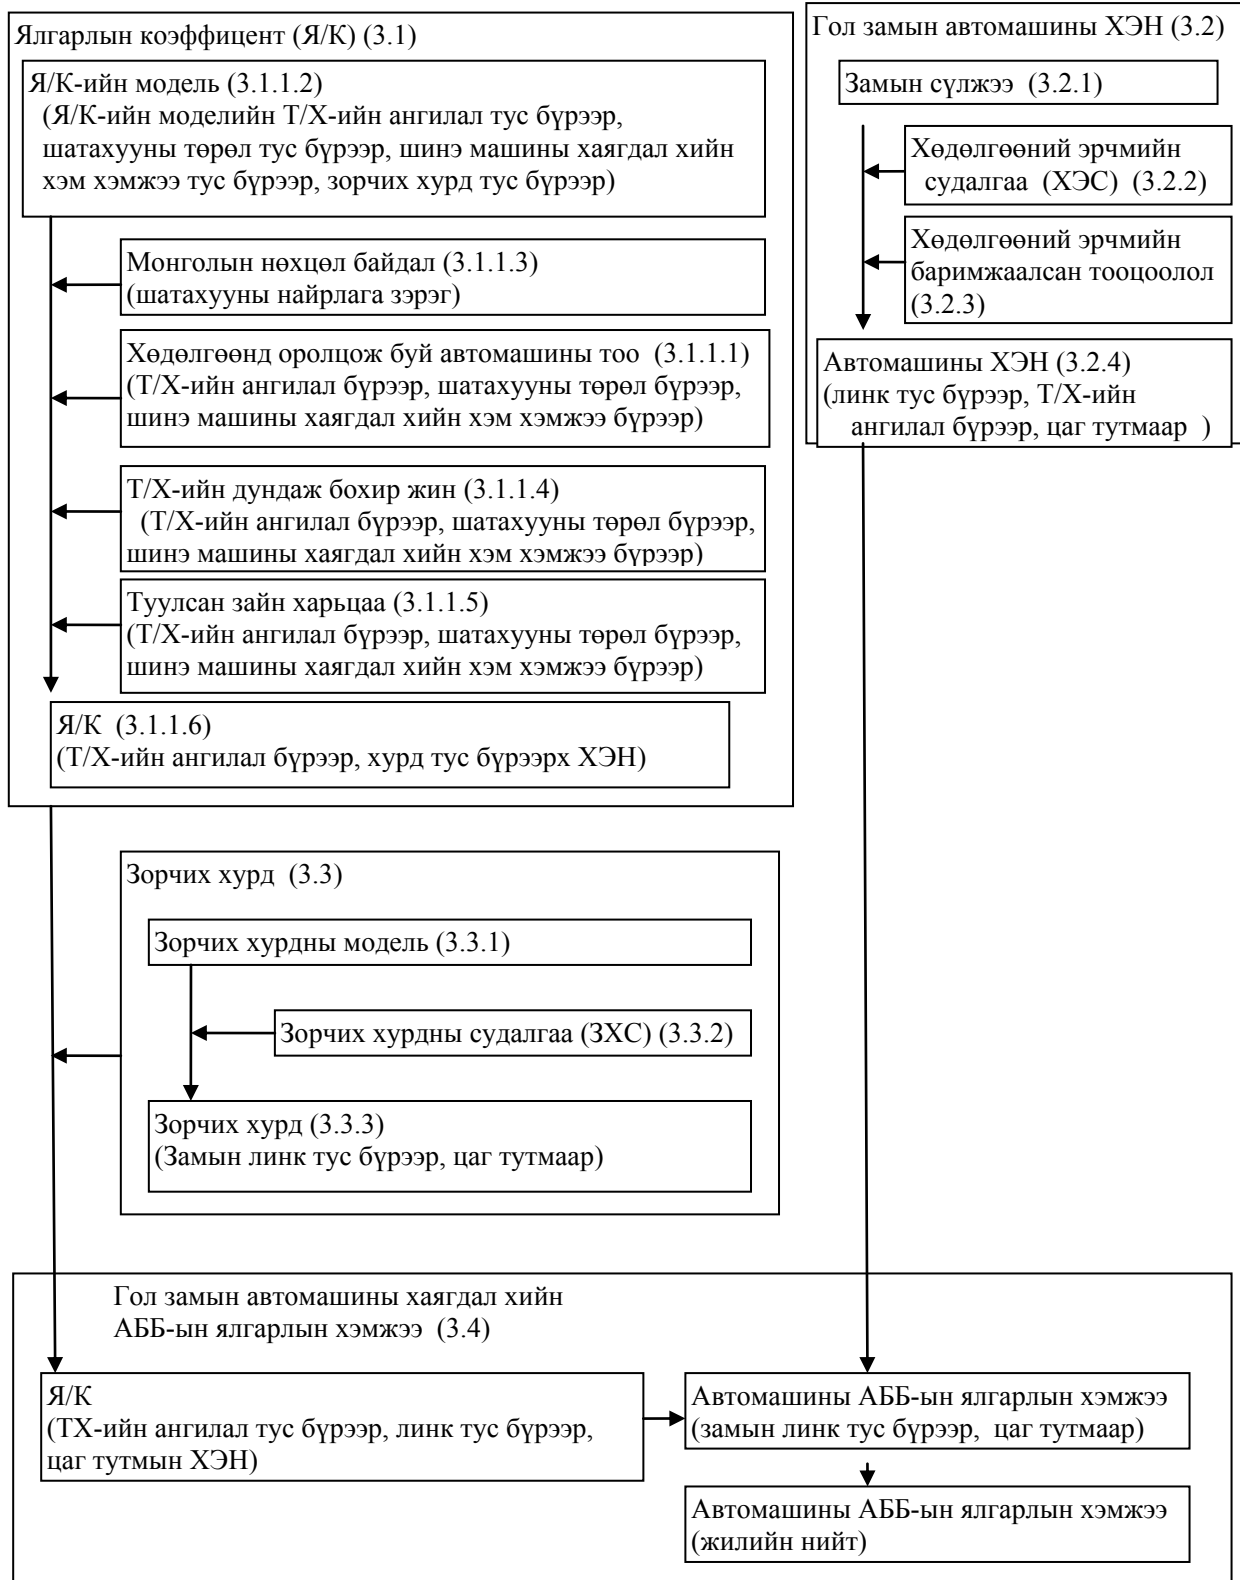 Ялгарлын коэффицент (Я/К) (3.1)
Я/К-ийн модель (3.1.1.2)
(Я/К-ийн моделийн Т/Х-ийн ангилал тус бүрээр,
шатахууны төрөл тус бүрээр, шинэ машины хаягдал хийн
хэм хэмжээ тус бүрээр, зорчих хурд тус бүрээр)
Монголын нөхцөл байдал (3.1.1.3)
(шатахууны найрлага зэрэг)
Хөдөлгөөнд оролцож буй автомашины тоо (3.1.1.1)
(Т/Х-ийн ангилал бүрээр, шатахууны төрөл бүрээр,
шинэ машины хаягдал хийн хэм хэмжээ бүрээр)
Т/Х-ийн дундаж бохир жин (3.1.1.4)
(Т/Х-ийн ангилал бүрээр, шатахууны төрөл бүрээр,
шинэ машины хаягдал хийн хэм хэмжээ бүрээр)
Туулсан зайн харьцаа (3.1.1.5)
(Т/Х-ийн ангилал бүрээр, шатахууны төрөл бүрээр,
шинэ машины хаягдал хийн хэм хэмжээ бүрээр)
Я/К (3.1.1.6)
(Т/Х-ийн ангилал бүрээр, хурд тус бүрээрх ХЭН)
Гол замын автомашины ХЭН (3.2)
Замын сүлжээ (3.2.1)
Хөдөлгөөний эрчмийн
судалгаа (ХЭС) (3.2.2)
Хөдөлгөөний эрчмийн
баримжаалсан тооцоолол
(3.2.3)
Автомашины ХЭН (3.2.4)
(линк тус бүрээр, Т/Х-ийн
ангилал бүрээр, цаг тутмаар )
Зорчих хурд (3.3)
Зорчих хурдны модель (3.3.1)
Зорчих хурдны судалгаа (ЗХС) (3.3.2)
Зорчих хурд (3.3.3)
(Замын линк тус бүрээр, цаг тутмаар)
Гол замын автомашины хаягдал хийн
АББ-ын ялгарлын хэмжээ (3.4)
Я/К
(ТХ-ийн ангилал тус бүрээр, линк тус бүрээр,
цаг тутмын ХЭН)
Автомашины АББ-ын ялгарлын хэмжээ
(замын линк тус бүрээр, цаг тутмаар)
Автомашины АББ-ын ялгарлын хэмжээ
(жилийн нийт)